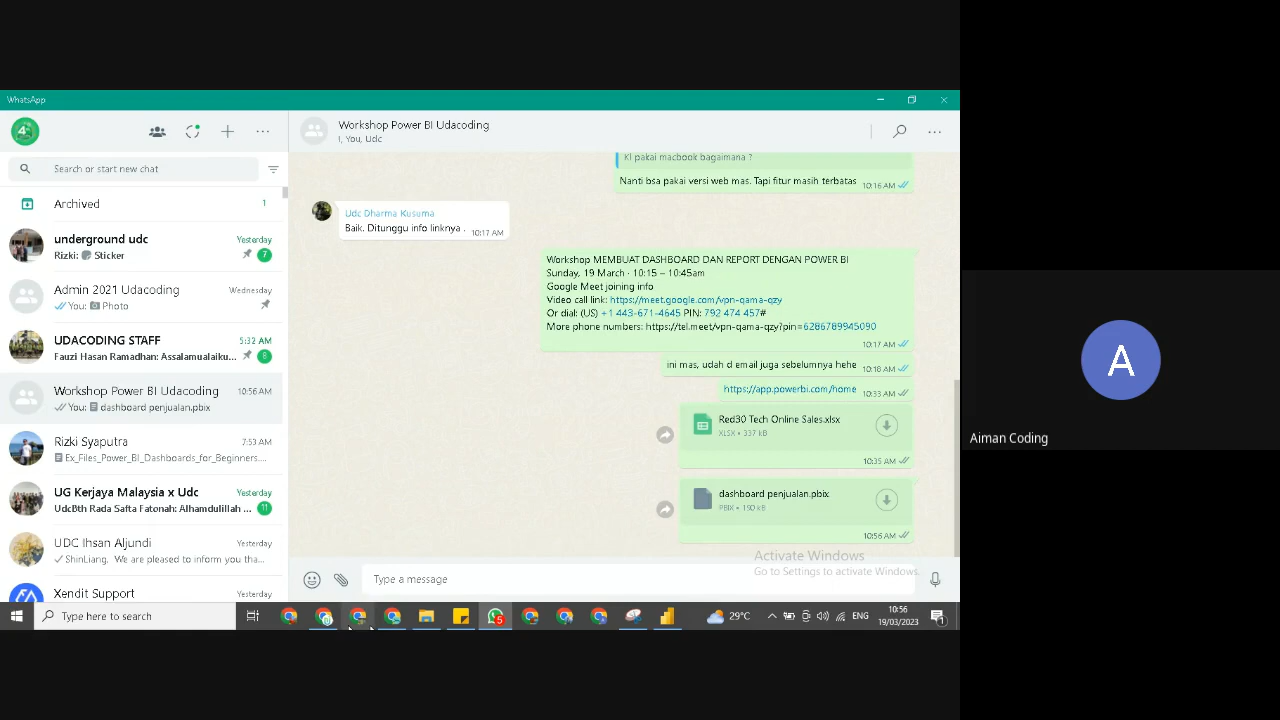 WhatsApp
Search or start new chat
Archived
1
underground udc
Yesterday
Rizki: Sticker
7
Admin 2021 Udacoding
Wednesday
You: Photo
UDACODING STAFF
5:32 AM
Fauzi Hasan Ramadhan: Assalamualaiku...
8
Workshop Power BI Udacoding
10:56 AM
You: dashboard penjualan.pbix
Rizki Syaputra
7:53 AM
Ex_Files_Power_BI_Dashboards_for_Beginners....
UG Kerjaya Malaysia x Udc
Yesterday
UdcBth Rada Safta Fatonah: Alhamdulillah ...
11
UDC Ihsan Aljundi
Yesterday
ShinLiang, We are pleased to inform you tha...
Xendit Support
Yesterday
Workshop Power BI Udacoding
1, You, Udc
Kl pakai macbook bagaimana ?
Nanti bsa pakai versi web mas. Tapi fitur masih terbatas
10:16 AM
Udc Dharma Kusuma
Baik. Ditunggu info linknya .
10:17 AM
Workshop MEMBUAT DASHBOARD DAN REPORT DENGAN POWER BI
Sunday, 19 March · 10:15 – 10:45am
Google Meet joining info
Video call link: https://meet.google.com/vpn-qama-qzy
Or dial: (US) +1 443-671-4645 PIN: 792 474 457#
More phone numbers: https://tel.meet/vpn-qama-qzy?pin=6286789945090
10:17 AM
ini mas, udah d email juga sebelumnya hehe
10:18 AM
https://app.powerbi.com/home
10:33 AM
Red30 Tech Online Sales.xlsx
XLSX • 337 kB
10:35 AM
dashboard penjualan.pbix
PBIX • 190 kB
10:56 AM
Activate Windows
Go to Settings to activate Windows.
Type a message
Type here to search
5
29°C
ENG
10:56
19/03/2023
1
A
Aiman Coding